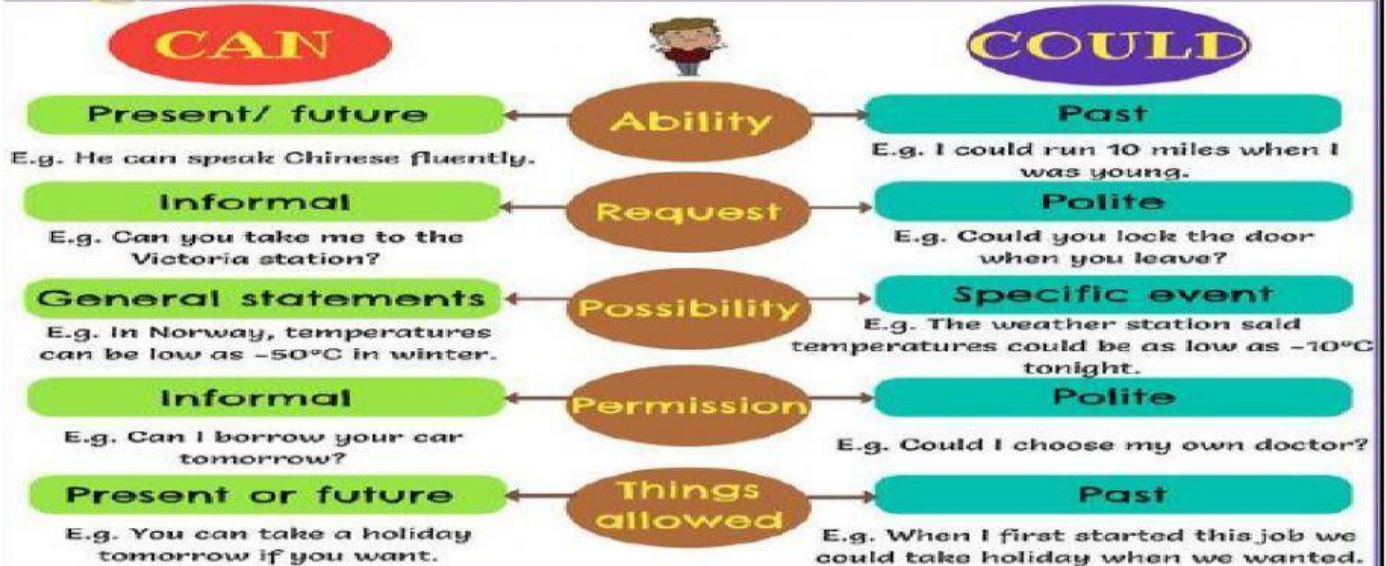 CAN
COULD
Present/ future
Ability
Past
E.g. He can speak Chinese fluently.
E.g. I could run 10 miles when I
was young.
Informal
Request
Polite
E.g. Can you take me to the
Victoria station?
E.g. Could you lock the door
when you leave?
General statements
Possibility
Specific event
E.g. In Norway, temperatures
can be low as -50°C in winter.
E.g. The weather station said
temperatures could be as low as -10°C
tonight.
Informal
Permission
Polite
E.g. Can I borrow your car
tomorrow?
E.g. Could I choose my own doctor?
Present or future
Things
allowed
Past
E.g. You can take a holiday
tomorrow if you want.
E.g. When I first started this job we
could take holiday when we wanted.